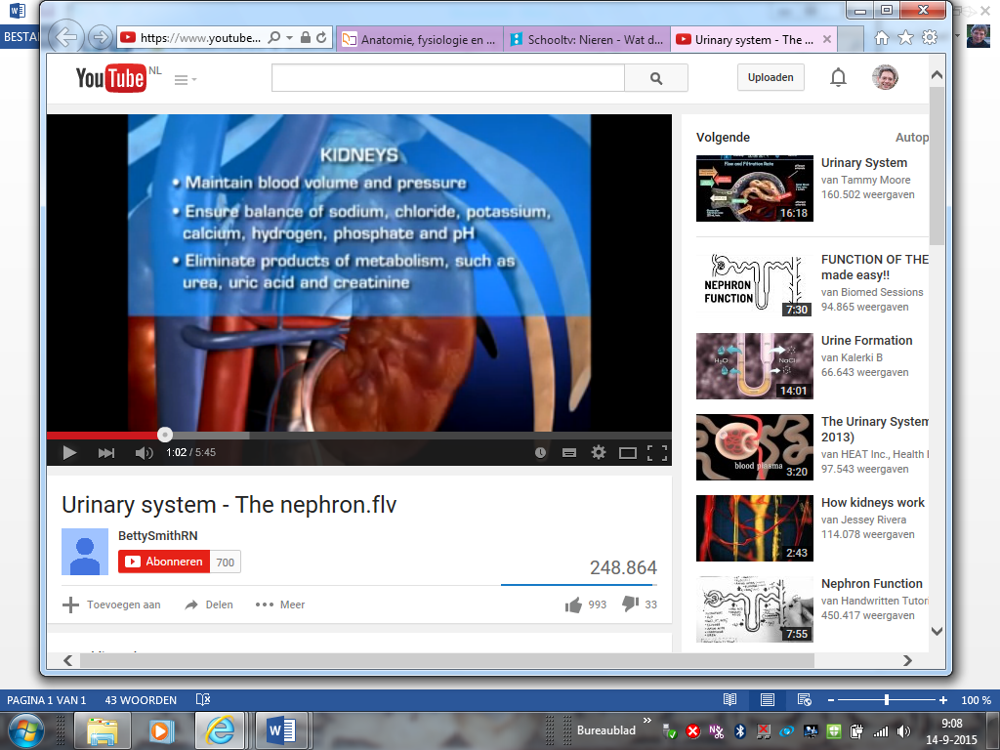 BESTA
https://www.youtube...
Anatomie, fysiologie en ...
Schooltv: Nieren - Wat d...
Urinary system - The ...
YouTube NL
Uploaden
KIDNEYS
• Maintain blood volume and pressure
• Ensure balance of sodium, chloride, potassium,
calcium, hydrogen, phosphate and pH
• Eliminate products of metabolism, such as
urea, uric acid and creatinine
1:02 / 5:45
Urinary system - The nephron.flv
BettySmithRN
Abonneren 700
248.864
Toevoegen aan
Delen
Meer
993
33
Volgende
Autop
Flow and Filtration Rate
16:18
Urinary System
van Tammy Moore
160.502 weergaven
NEPHRON
FUNCTION
7:30
FUNCTION OF THE
made easy!!
van Biomed Sessions
94.865 weergaven
H2O
NaCl
14:01
Urine Formation
van Kalerki B
66.643 weergaven
blood plasma
3:20
The Urinary System
2013)
van HEAT Inc., Health
97.543 weergaven
2:43
How kidneys work
van Jessey Rivera
114.078 weergaven
7:55
Nephron Function
van Handwritten Tutori
450.417 weergaven
PAGINA 1 VAN 1
43 WOORDEN
100 %
Bureaublad
9:08
14-9-2015